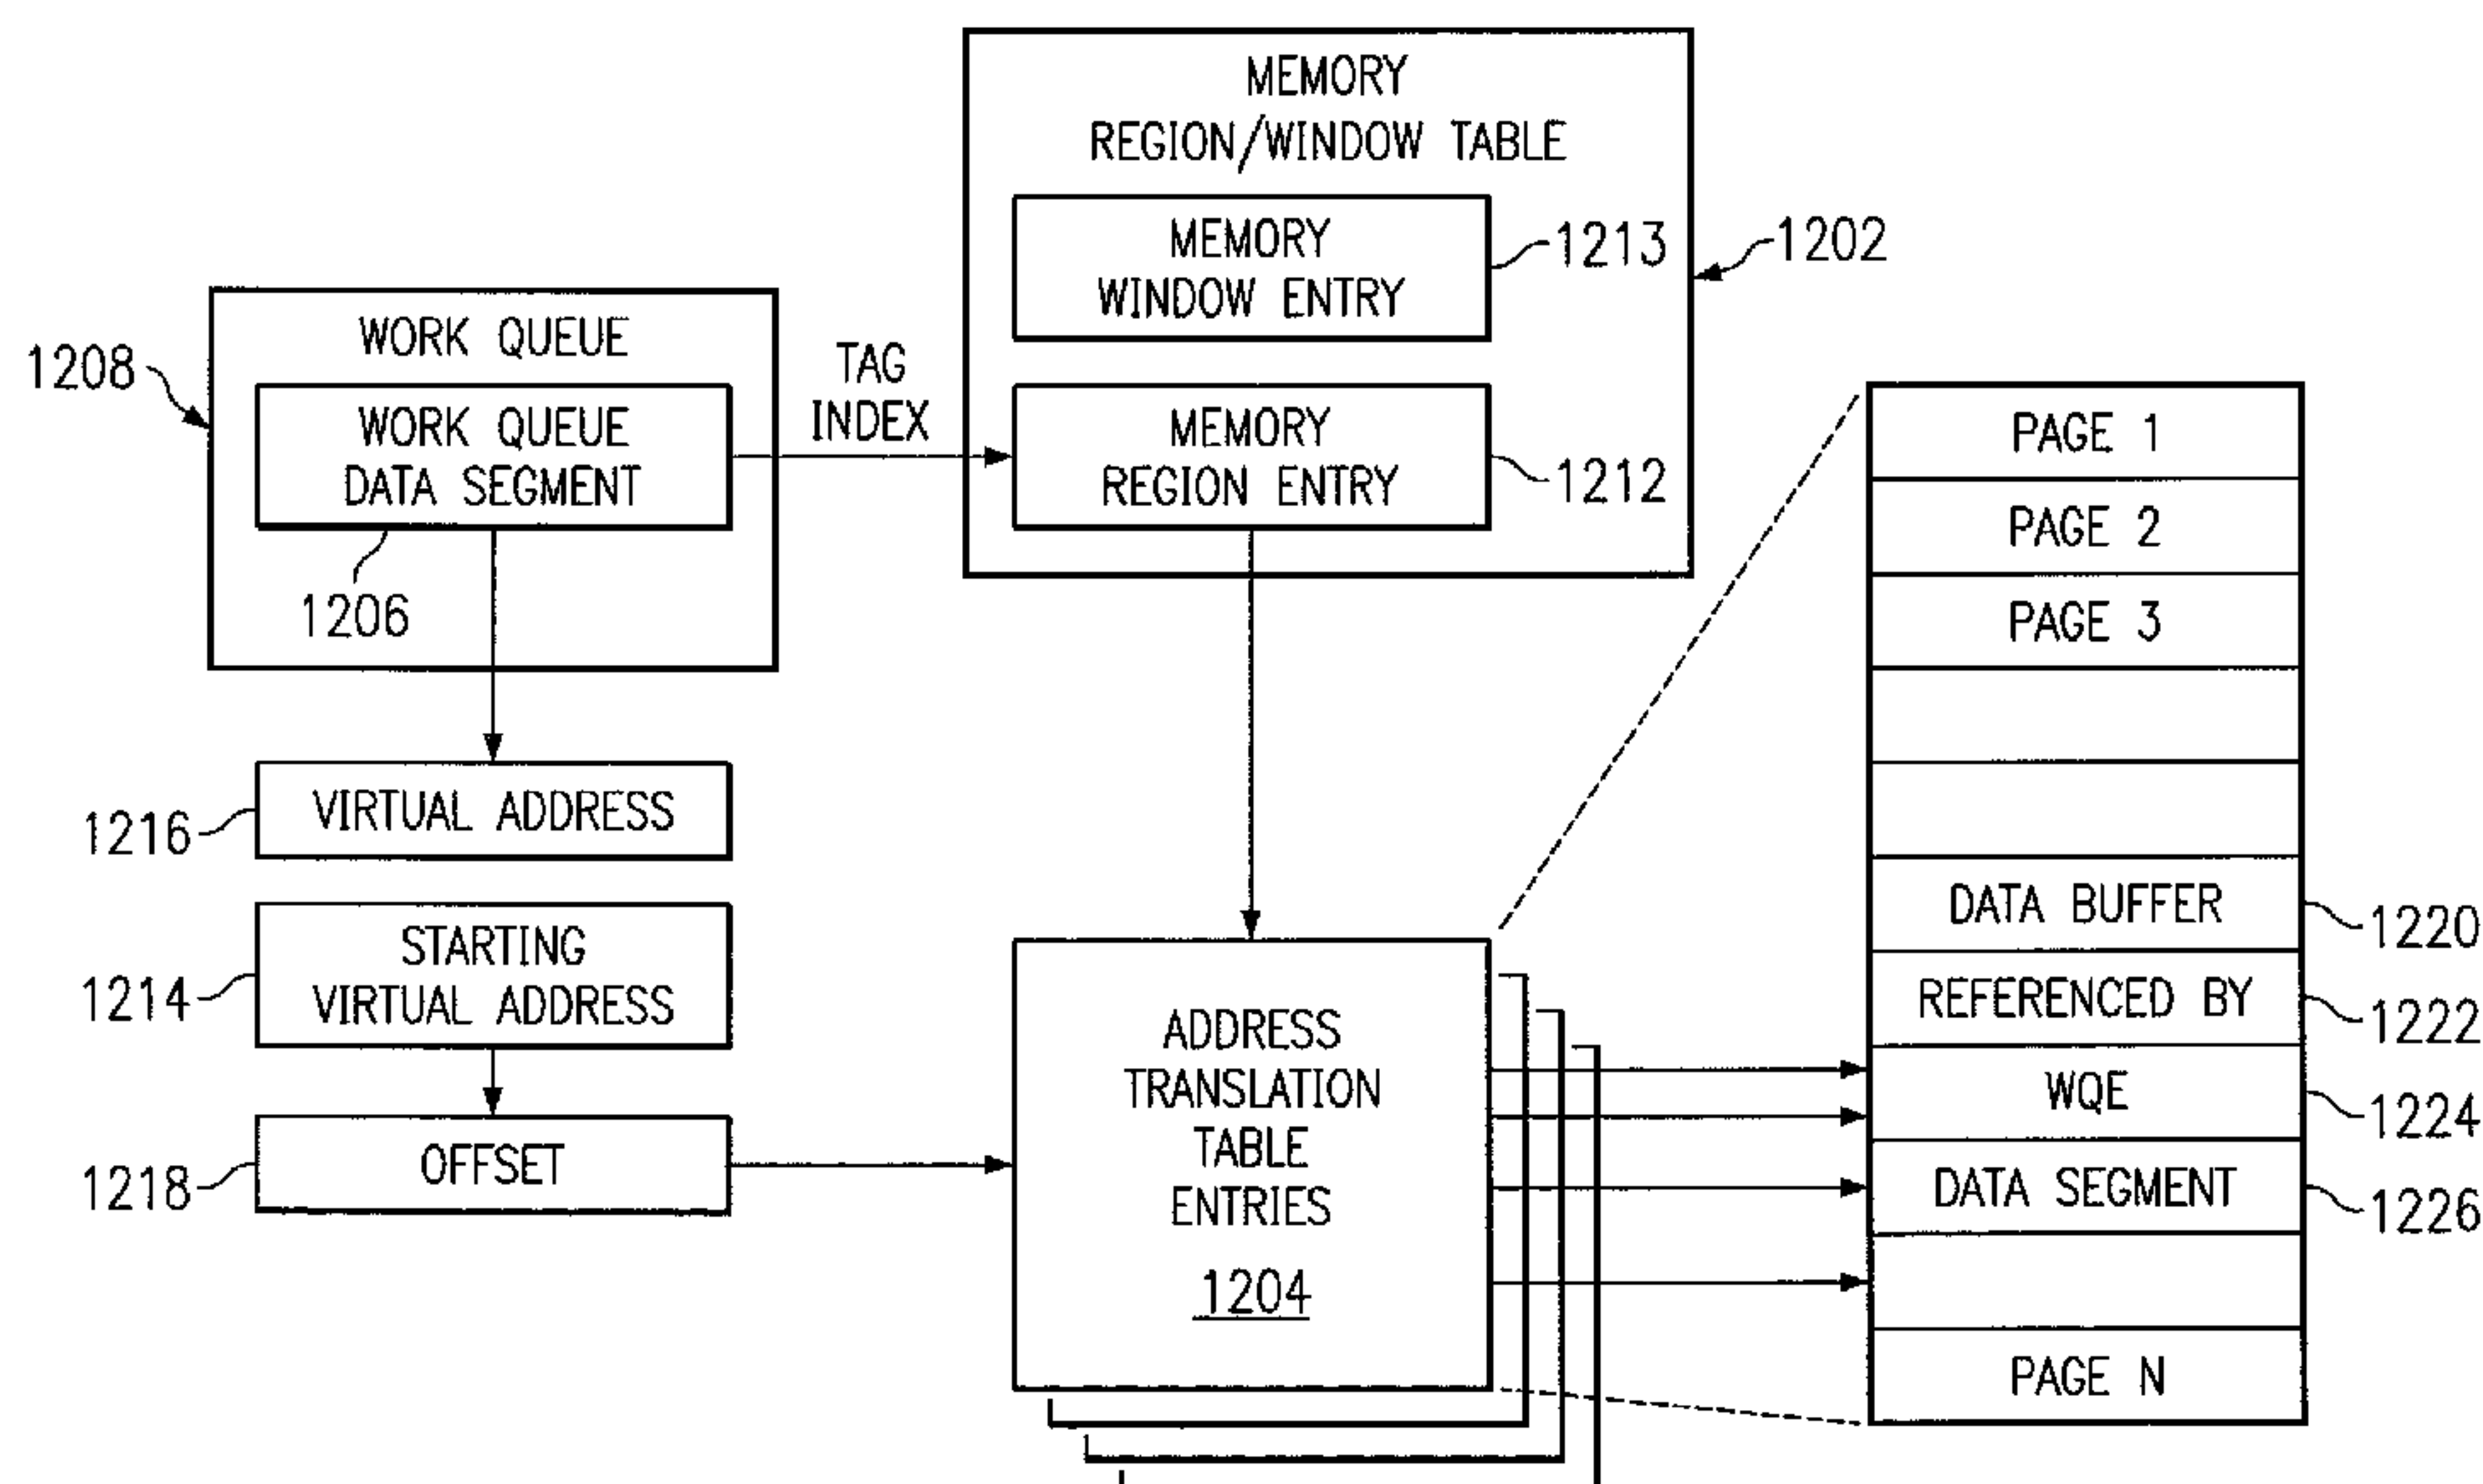 MEMORY
REGION/WINDOW TABLE
MEMORY
WINDOW ENTRY
1213
1202
WORK QUEUE
1208
WORK QUEUE
DATA SEGMENT
1206
TAG
INDEX
MEMORY
REGION ENTRY
1212
VIRTUAL ADDRESS
1216
STARTING
VIRTUAL ADDRESS
1214
OFFSET
1218
ADDRESS
TRANSLATION
TABLE
ENTRIES
1204
PAGE 1
PAGE 2
PAGE 3
DATA BUFFER
1220
REFERENCED BY
1222
WQE
1224
DATA SEGMENT
1226
PAGE N